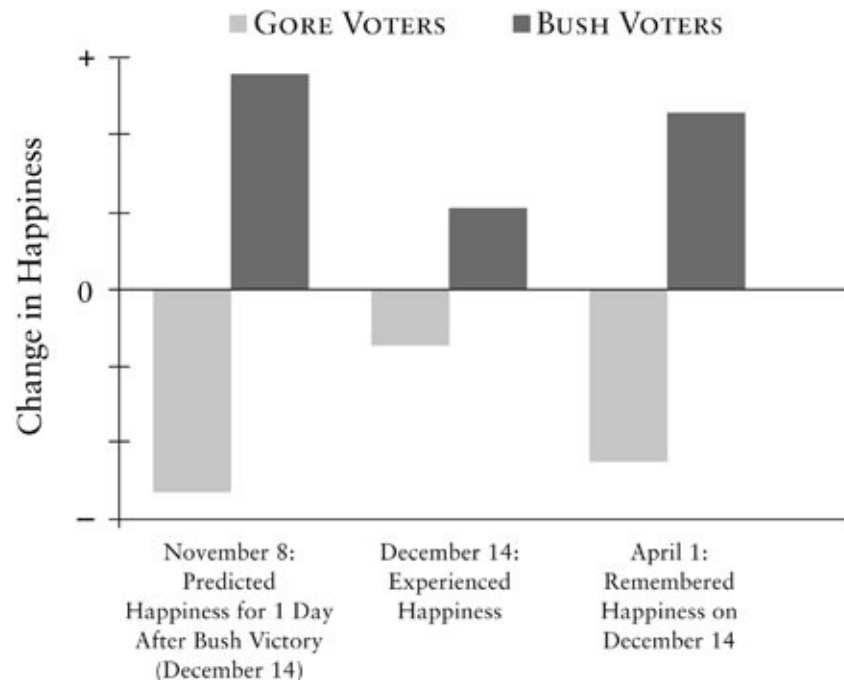 GORE VOTERS BUSH VOTERS
+
Change in Happiness
0
–
November 8:
Predicted
Happiness for 1 Day
After Bush Victory
(December 14)
December 14:
Experienced
Happiness
April 1:
Remembered
Happiness on
December 14